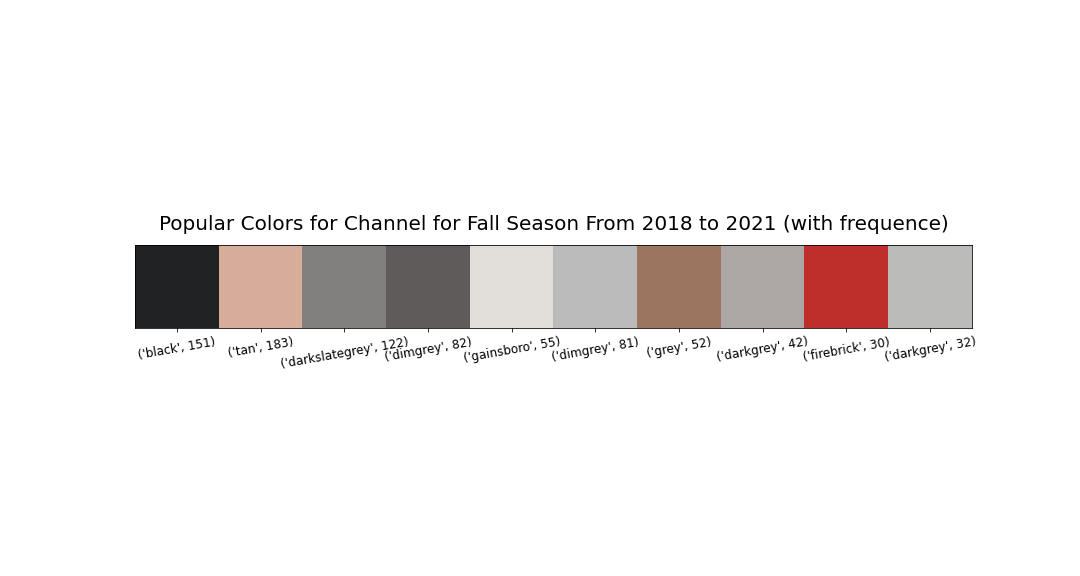 Popular Colors for Channel for Fall Season From 2018 to 2021 (with frequence)
('black', 151)
('tan', 183)
('darkslategrey', 122)
('dimgrey', 82)
('gainsboro', 55)
('dimgrey', 81)
('grey', 52)
('darkgrey', 42)
('firebrick', 30)
('darkgrey', 32)